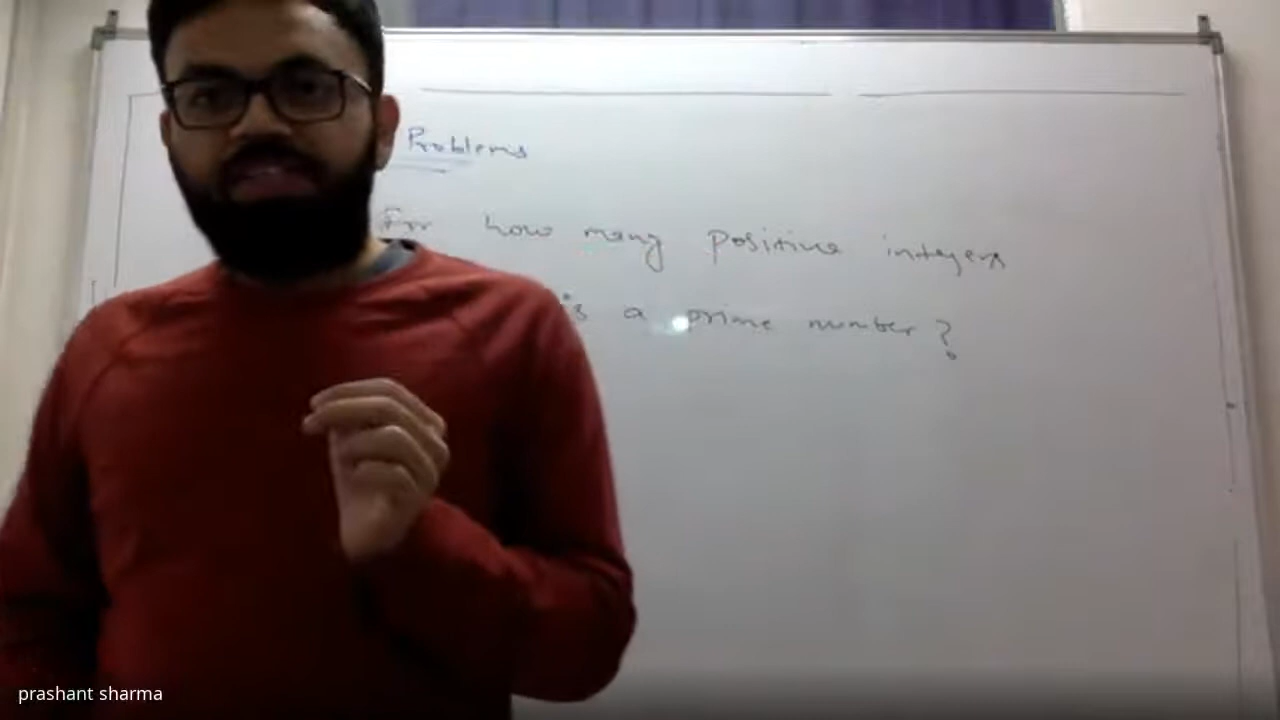 Problems
For how many positive integers
is a prime number?
prashant sharma